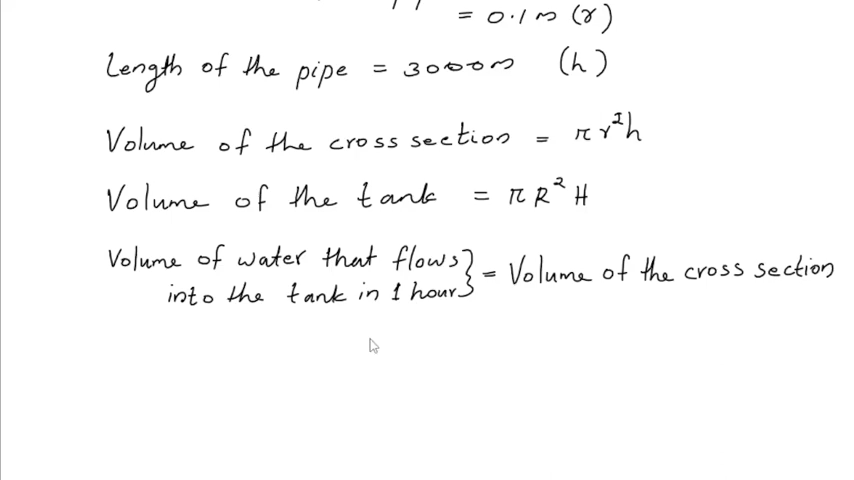 = 0.1 m (r)
Length of the pipe = 3000m (h)
Volume of the cross section = πr²h
Volume of the tank = πR²H
Volume of water that flows } = Volume of the cross section
into the tank in 1 hour